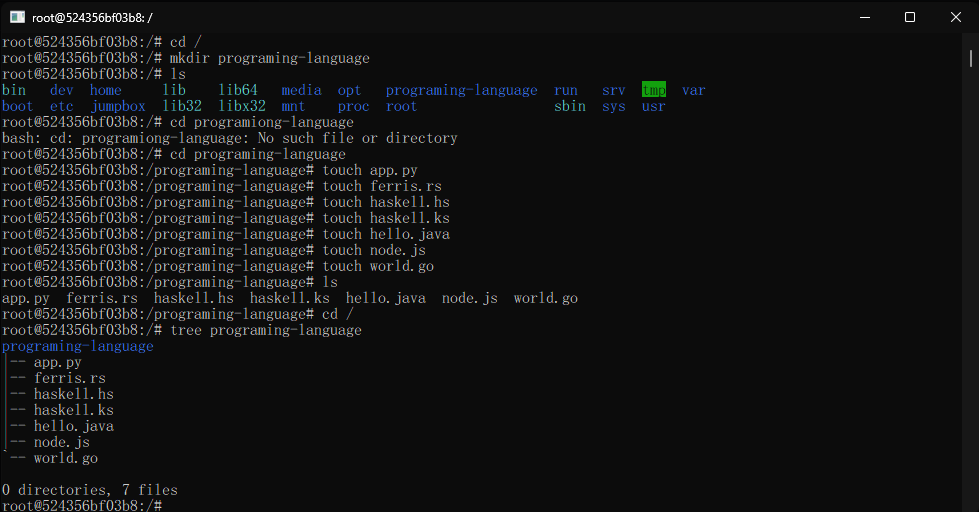 root@524356bf03b8: /
root@524356bf03b8:/# cd /
root@524356bf03b8:/# mkdir programing-language
root@524356bf03b8:/# ls
bin   dev  home     lib    lib64   media  opt   programing-language  run   srv  tmp  var
boot  etc  jumpbox  lib32  libx32  mnt    proc  root                 sbin  sys  usr
root@524356bf03b8:/# cd programiong-language
bash: cd: programiong-language: No such file or directory
root@524356bf03b8:/# cd programing-language
root@524356bf03b8:/programing-language# touch app.py
root@524356bf03b8:/programing-language# touch ferris.rs
root@524356bf03b8:/programing-language# touch haskell.hs
root@524356bf03b8:/programing-language# touch haskell.ks
root@524356bf03b8:/programing-language# touch hello.java
root@524356bf03b8:/programing-language# touch node.js
root@524356bf03b8:/programing-language# touch world.go
root@524356bf03b8:/programing-language# ls
app.py  ferris.rs  haskell.hs  haskell.ks  hello.java  node.js  world.go
root@524356bf03b8:/programing-language# cd /
root@524356bf03b8:/# tree programing-language
programing-language
|-- app.py
|-- ferris.rs
|-- haskell.hs
|-- haskell.ks
|-- hello.java
|-- node.js
`-- world.go
0 directories, 7 files
root@524356bf03b8:/#